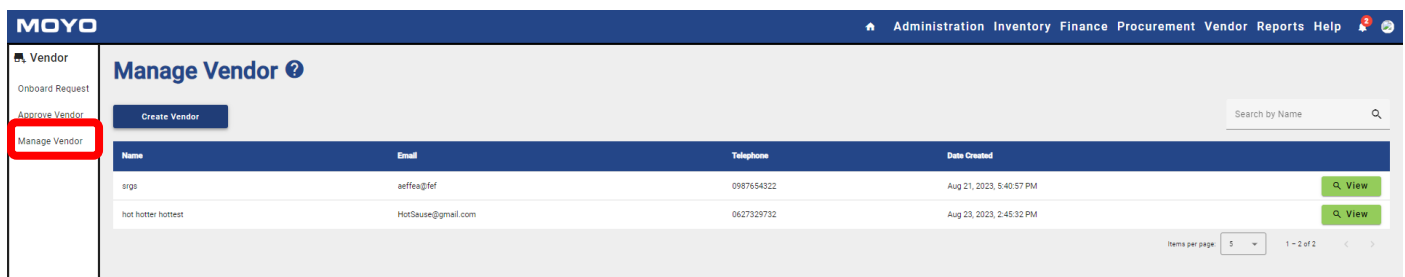 MOYO
Administration Inventory Finance Procurement Vendor Reports Help 2
Vendor
Onboard Request
Approve Vendor
Manage Vendor
Manage Vendor ?
Create Vendor
Search by Name
Name Email Telephone Date Created
srgs aeffea@fef 0987654322 Aug 21, 2023, 5:40:57 PM View
hot hotter hottest HotSause@gmail.com 0627329732 Aug 23, 2023, 2:45:32 PM View
Items per page: 5 1 – 2 of 2